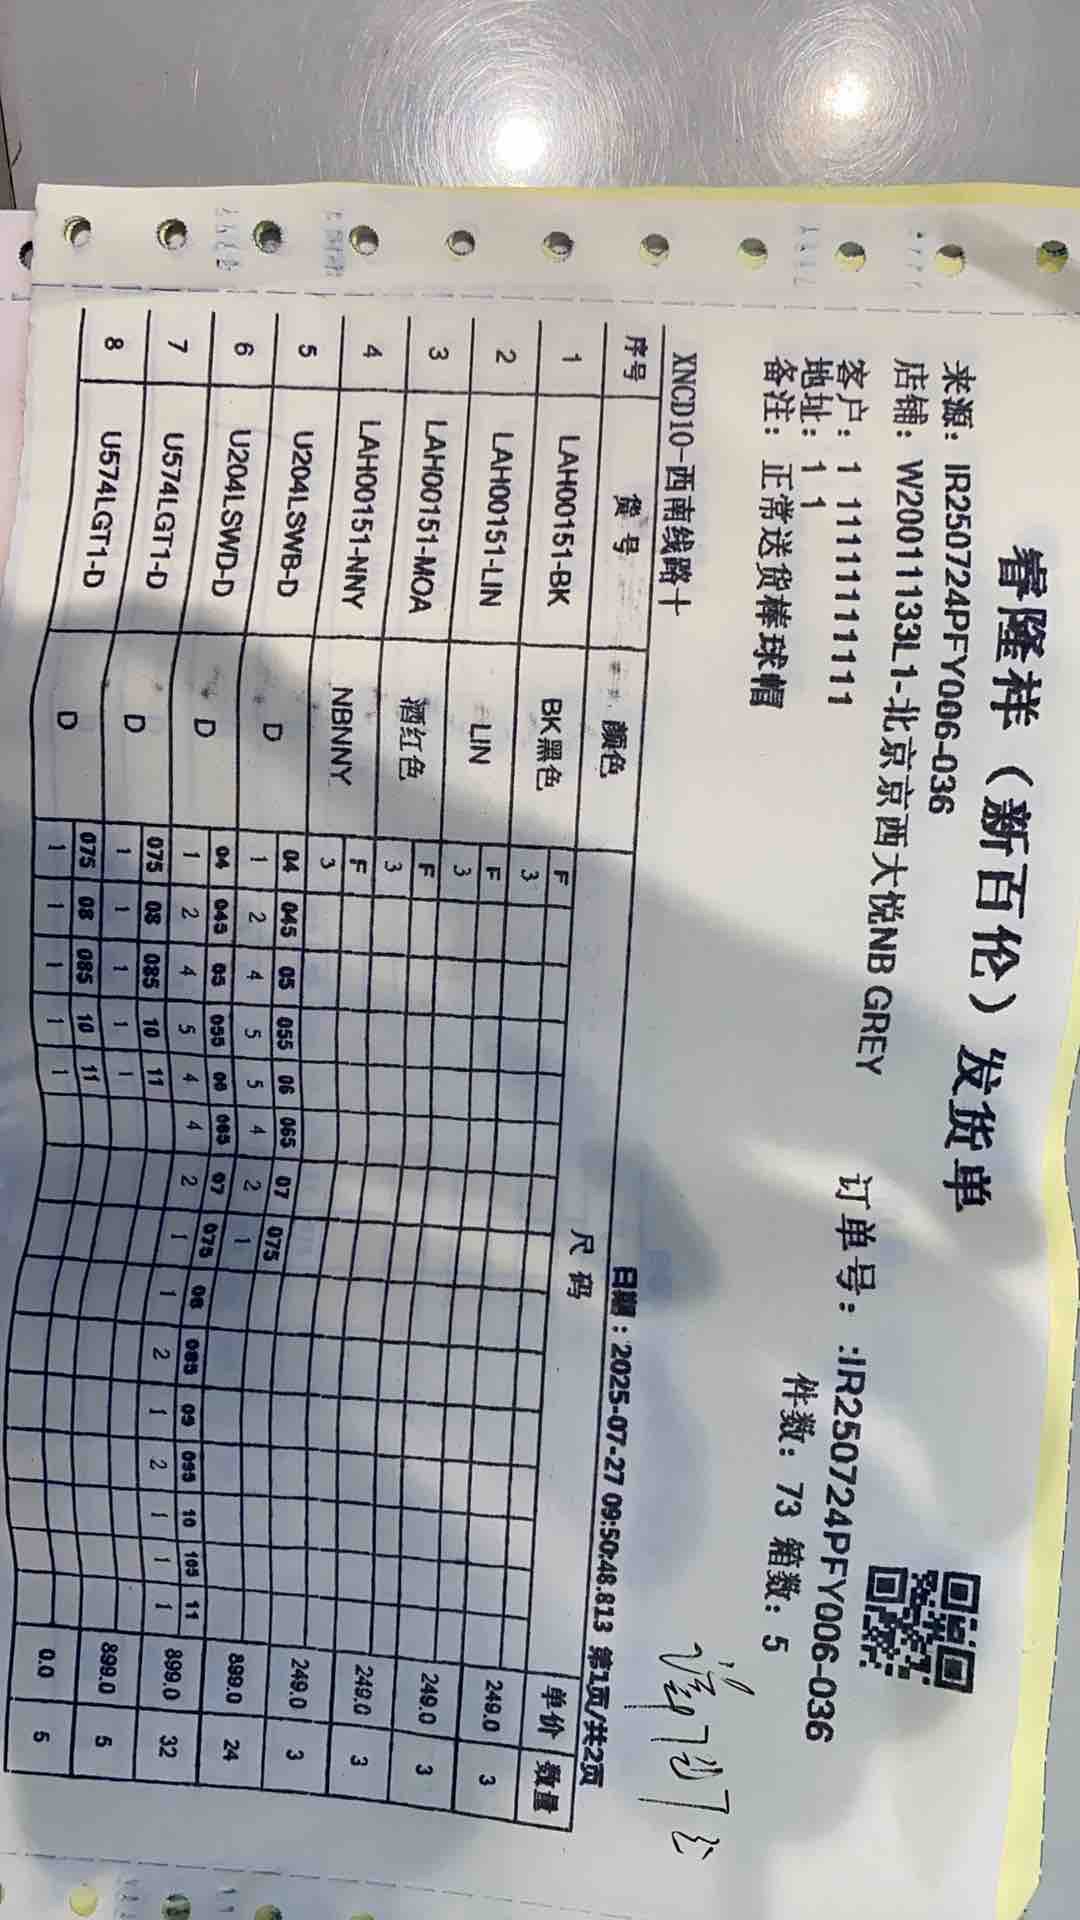 睿隆祥（新百伦）发货单
来源：IR250724PFY006-036
订单号：:IR250724PFY006-036
店铺：W20011133L1-北京京西大悦NB GREY
件数：73 箱数：5
客户：1 11111111111
地址：1 1
备注：正常送货棒球帽
XNCD10-西南线路十
日期：2025-07-27 09:50:48.813 第1页/共2页
序号 货号 颜色 尺码 单价 数量
F
1 LAH00151-BK BK黑色 3 249.0 3
F
2 LAH00151-LIN LIN 3 249.0 3
F
3 LAH00151-MOA 酒红色 3 249.0 3
F
4 LAH00151-NNY NBNNY 3 249.0 3
04 045 05 055 06 065 07 075
5 U204LSWB-D D 1 2 4 5 5 4 2 1 899.0 24
04 045 05 055 06 065 07 075 08 085 09 095 10 105 11
6 U204LSWD-D D 1 2 4 5 4 4 2 1 1 2 1 2 1 1 1 899.0 32
075 08 085 10 11
7 U574LGT1-D D 1 1 1 1 1 899.0 5
075 08 085 10 11
8 U574LGT1-D D 1 1 1 1 1 0.0 5